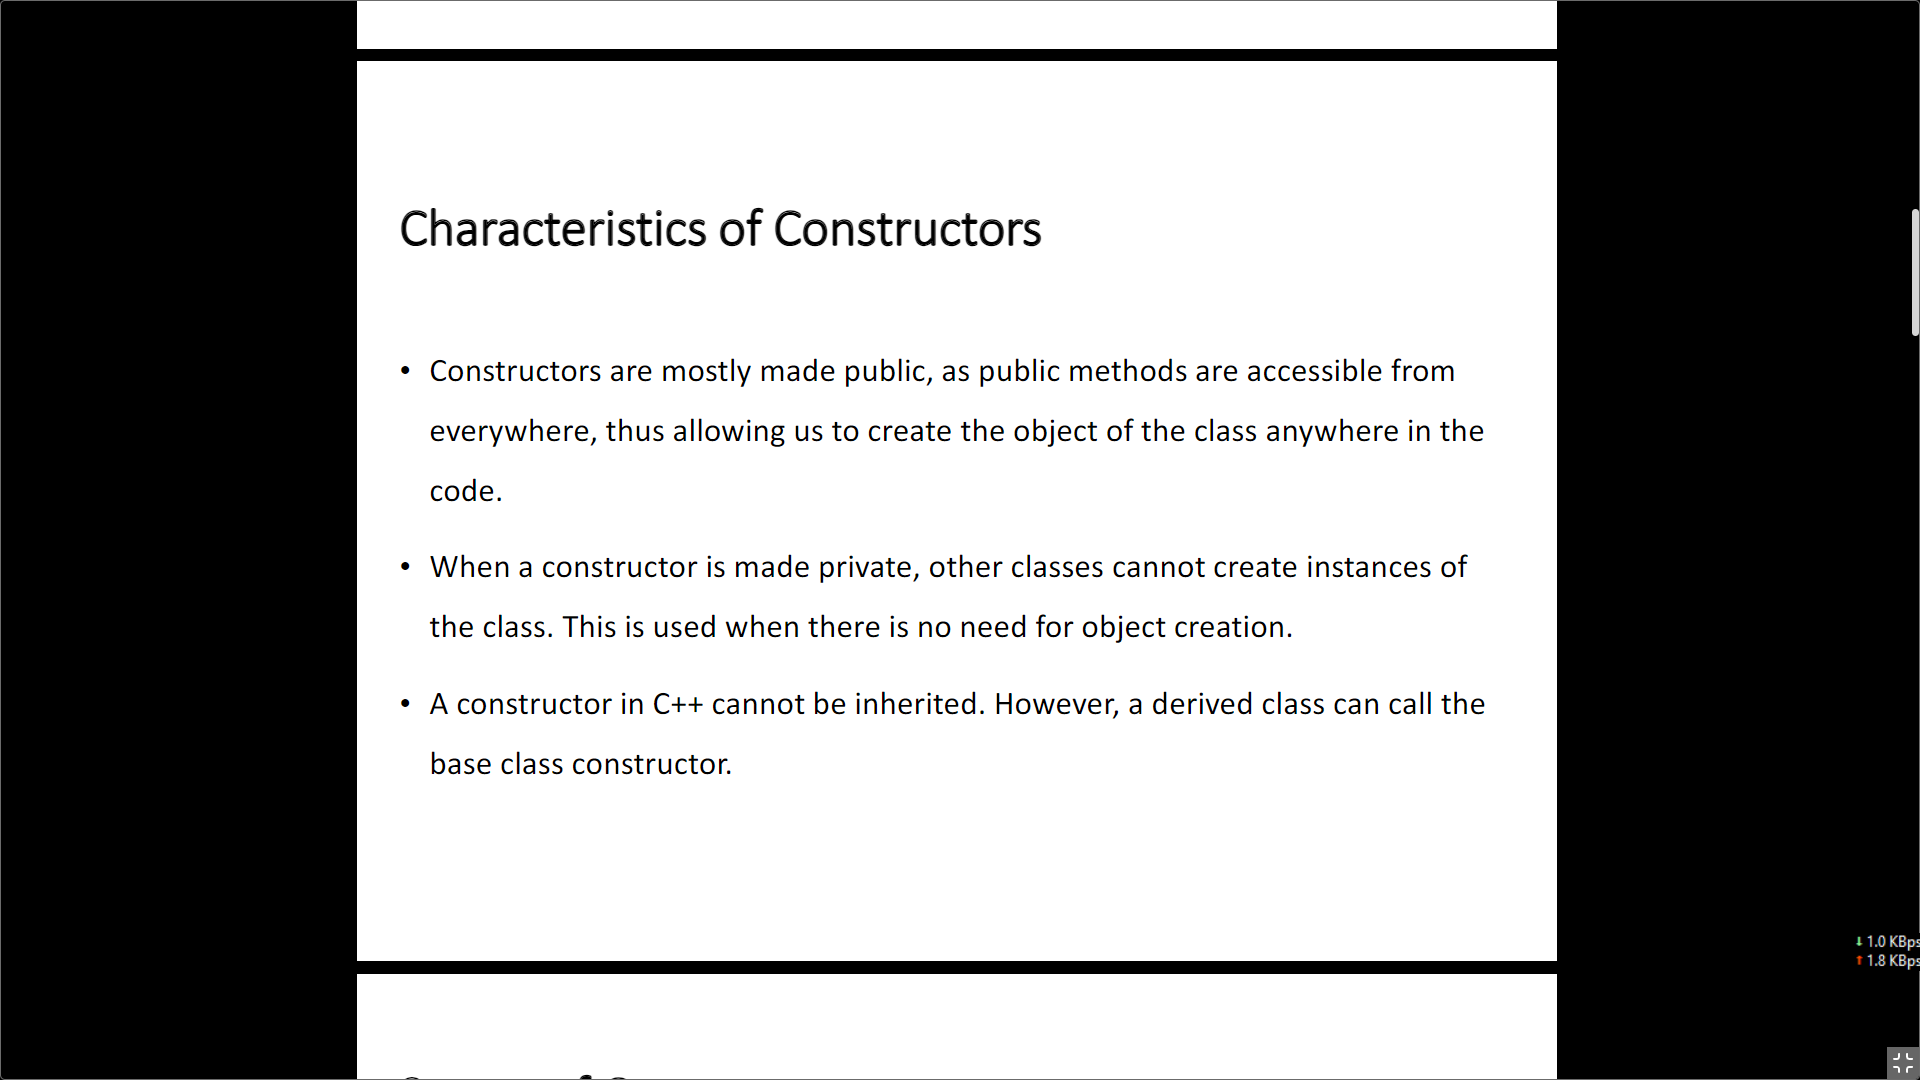 Characteristics of Constructors
• Constructors are mostly made public, as public methods are accessible from
everywhere, thus allowing us to create the object of the class anywhere in the
code.
• When a constructor is made private, other classes cannot create instances of
the class. This is used when there is no need for object creation.
• A constructor in C++ cannot be inherited. However, a derived class can call the
base class constructor.
↓ 1.0 KBps
↑ 1.8 KBps